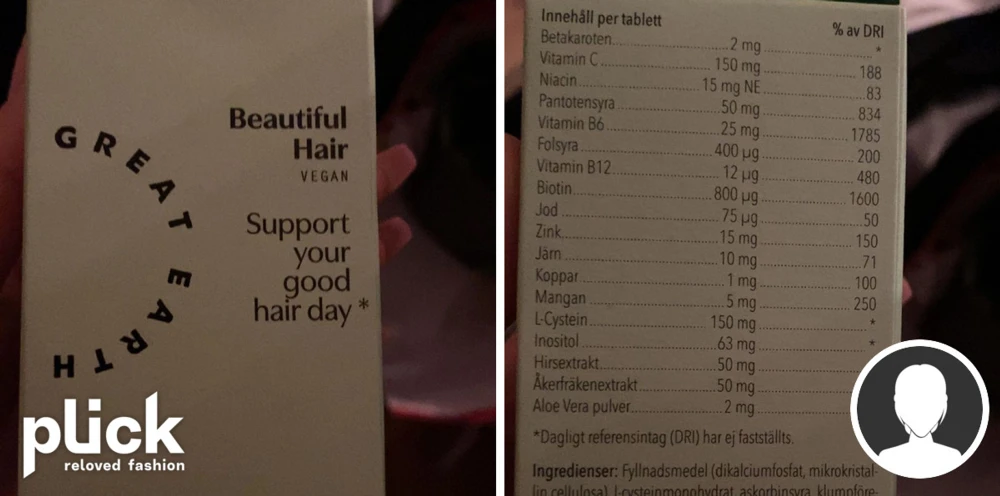 GREAT EARTH
Beautiful
Hair
VEGAN
Support
your
good
hair day *
plick
reloved fashion
Innehåll per tablett % av DRI
Betakaroten 2 mg *
Vitamin C 150 mg 188
Niacin 15 mg NE 83
Pantotensyra 50 mg 834
Vitamin B6 25 mg 1785
Folsyra 400 µg 200
Vitamin B12 12 µg 480
Biotin 800 µg 1600
Jod 75 µg 50
Zink 15 mg 150
Järn 10 mg 71
Koppar 1 mg 100
Mangan 5 mg 250
L-Cystein 150 mg *
Inositol 63 mg *
Hirsextrakt 50 mg
Åkerfräkenextrakt 50 mg
Aloe Vera pulver 2 mg
*Dagligt referensintag (DRI) har ej fastställts.
Ingredienser: Fyllnadsmedel (dikalciumfosfat, mikrokristal-
lin cellulosa), L-cysteinmonohydrat, askorbinsyra, klumpföre-